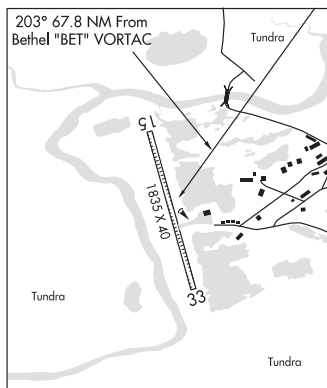 203° 67.8 NM From
Bethel "BET" VORTAC
Tundra
15
1835 X 40
33
Tundra
Tundra